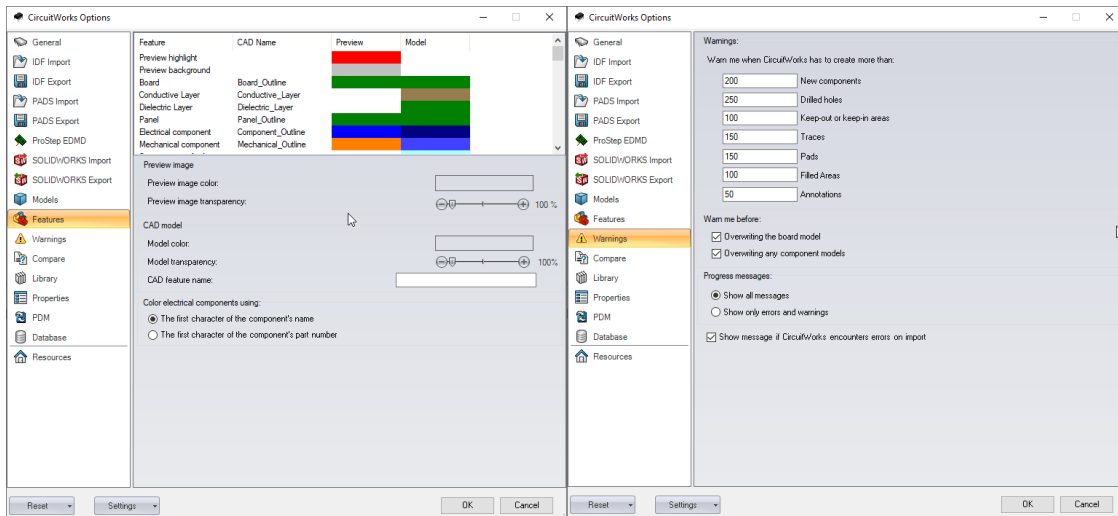 CircuitWorks Options
General
IDF Import
IDF Export
PADS Import
PADS Export
ProStep EDMD
SOLIDWORKS Import
SOLIDWORKS Export
Models
Features
Warnings
Compare
Library
Properties
PDM
Database
Resources
Feature CAD Name Preview Model
Preview highlight
Preview background
Board Board_Outline
Conductive Layer Conductive_Layer
Dielectric Layer Dielectric_Layer
Panel Panel_Outline
Electrical component Component_Outline
Mechanical component Mechanical_Outline
Preview image
Preview image color:
Preview image transparency: 100 %
CAD model
Model color:
Model transparency: 100%
CAD feature name:
Color electrical components using:
The first character of the component's name
The first character of the component's part number
Reset Settings OK Cancel
CircuitWorks Options
General
IDF Import
IDF Export
PADS Import
PADS Export
ProStep EDMD
SOLIDWORKS Import
SOLIDWORKS Export
Models
Features
Warnings
Compare
Library
Properties
PDM
Database
Resources
Warnings:
Warn me when CircuitWorks has to create more than:
200 New components
250 Drilled holes
100 Keep-out or keep-in areas
150 Traces
150 Pads
100 Filled Areas
50 Annotations
Warn me before:
Overwiting the board model
Overwiting any component models
Progress messages:
Show all messages
Show only errors and warnings
Show message if CircuitWorks encounters errors on import
Reset Settings OK Cancel